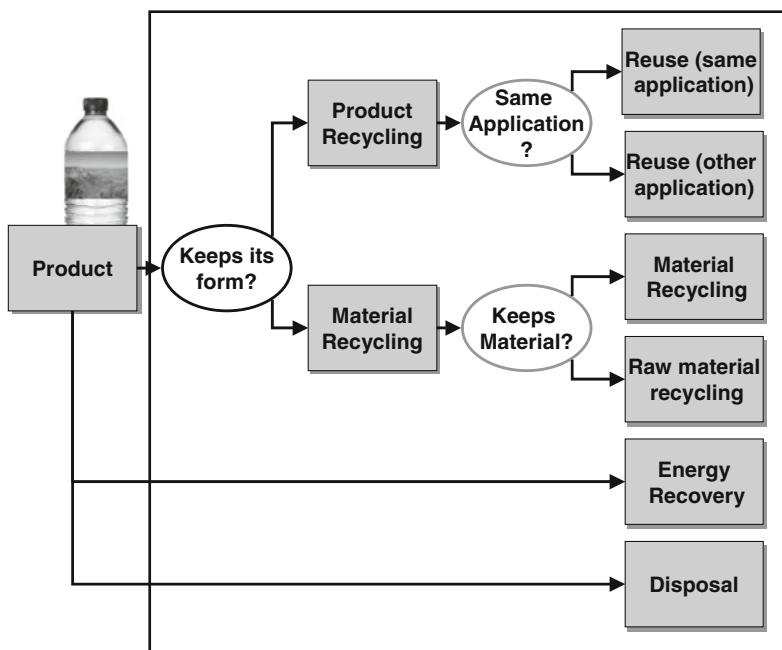 Product
Keeps its
form?
Product
Recycling
Same
Application
?
Reuse (same
application)
Reuse (other
application)
Material
Recycling
Keeps
Material?
Material
Recycling
Raw material
recycling
Energy
Recovery
Disposal